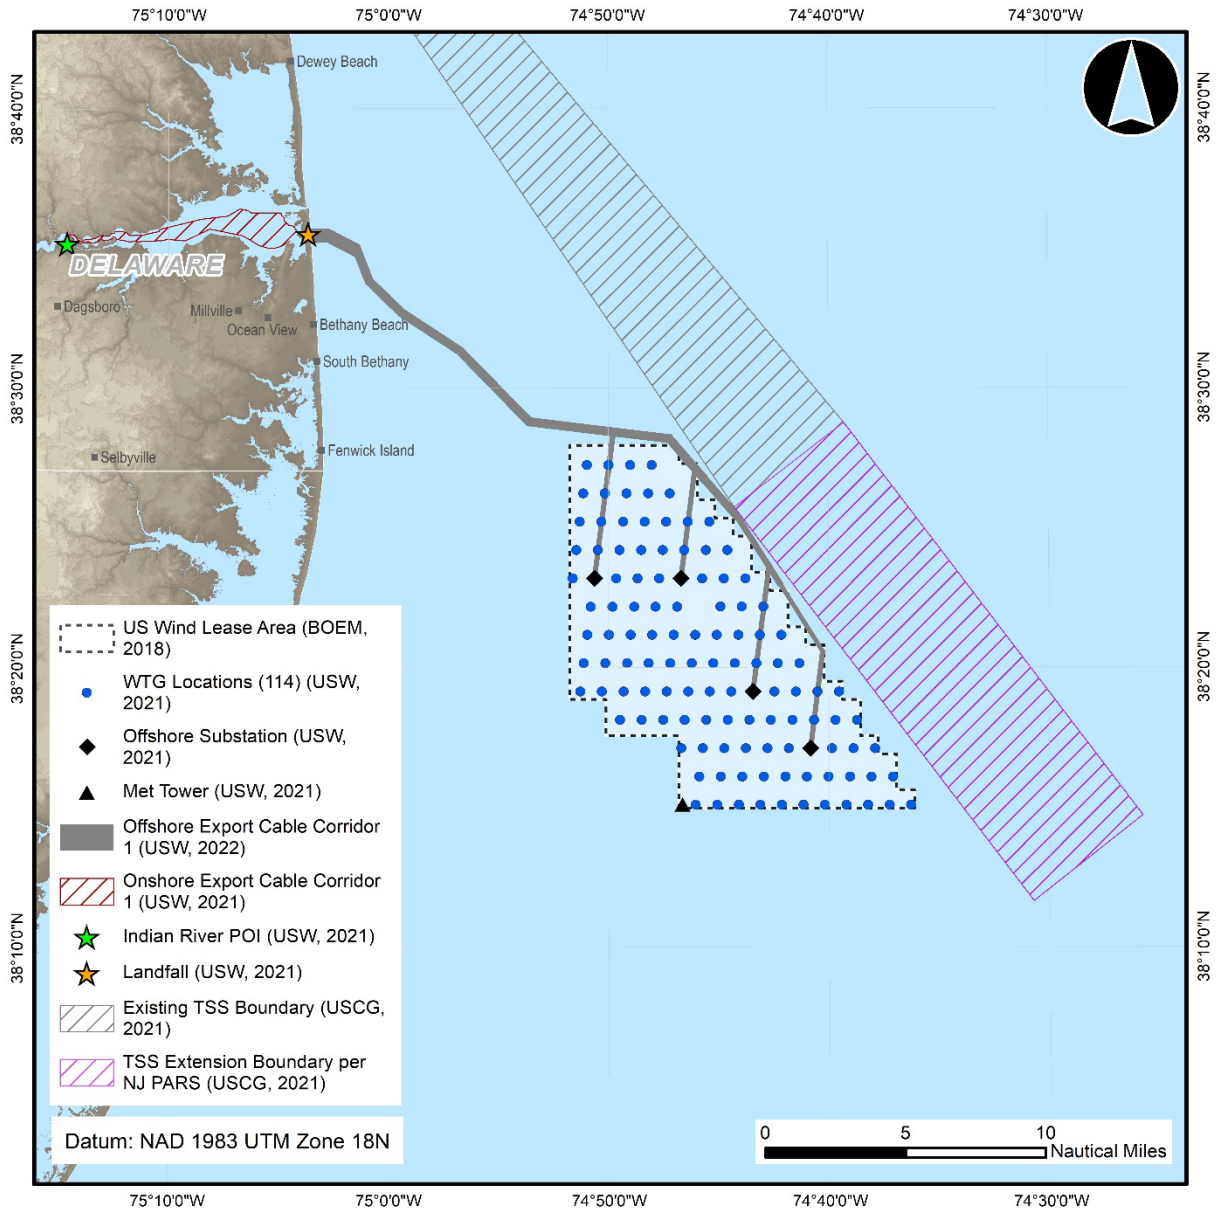 75°10'0"W 75°0'0"W 74°50'0"W 74°40'0"W 74°30'0"W
Dewey Beach
38°40'0"N 38°40'0"N
DELAWARE
Dagsboro
Millville
Ocean View
Bethany Beach
South Bethany
38°30'0"N 38°30'0"N
Fenwick Island
Selbyville
38°20'0"N 38°20'0"N
38°10'0"N 38°10'0"N
US Wind Lease Area (BOEM,
2018)
WTG Locations (114) (USW,
2021)
Offshore Substation (USW,
2021)
Met Tower (USW, 2021)
Offshore Export Cable Corridor
1 (USW, 2022)
Onshore Export Cable Corridor
1 (USW, 2021)
Indian River POI (USW, 2021)
Landfall (USW, 2021)
Existing TSS Boundary (USCG,
2021)
TSS Extension Boundary per
NJ PARS (USCG, 2021)
Datum: NAD 1983 UTM Zone 18N
0 5 10
Nautical Miles
75°10'0"W 75°0'0"W 74°50'0"W 74°40'0"W 74°30'0"W